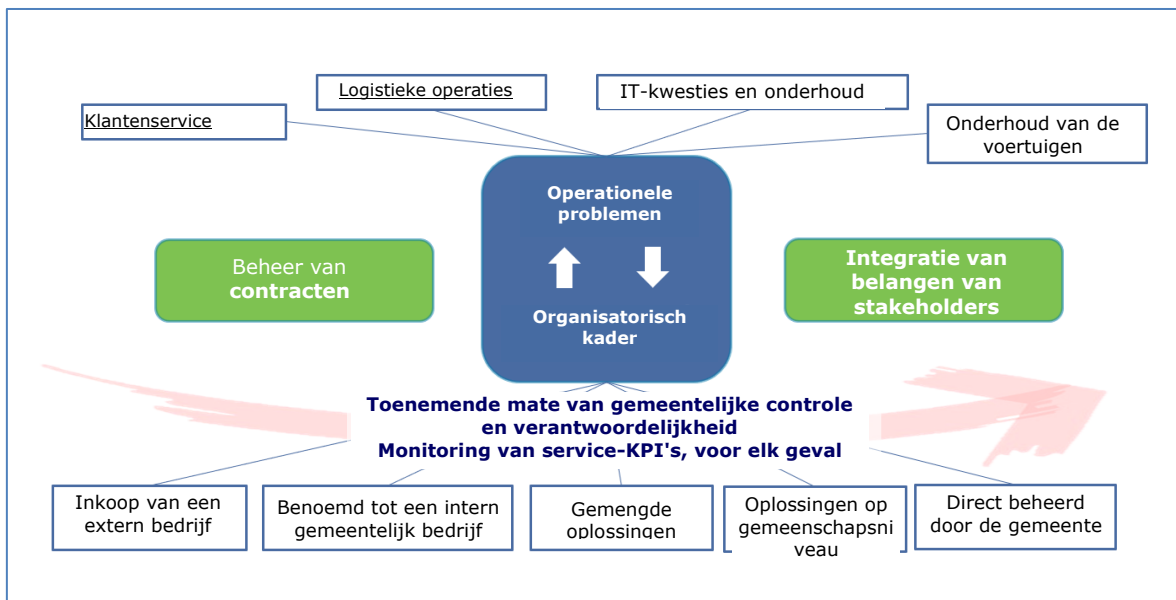 Logistieke operaties
IT-kwesties en onderhoud
Klantenservice
Onderhoud van de
voertuigen
Operationele
problemen
Beheer van
contracten
Integratie van
belangen van
stakeholders
Organisatorisch
kader
Toenemende mate van gemeentelijke controle
en verantwoordelijkheid
Monitoring van service-KPI's, voor elk geval
Inkoop van een
extern bedrijf
Benoemd tot een intern
gemeentelijk bedrijf
Gemengde
oplossingen
Oplossingen op
gemeenschapsni
veau
Direct beheerd
door de gemeente